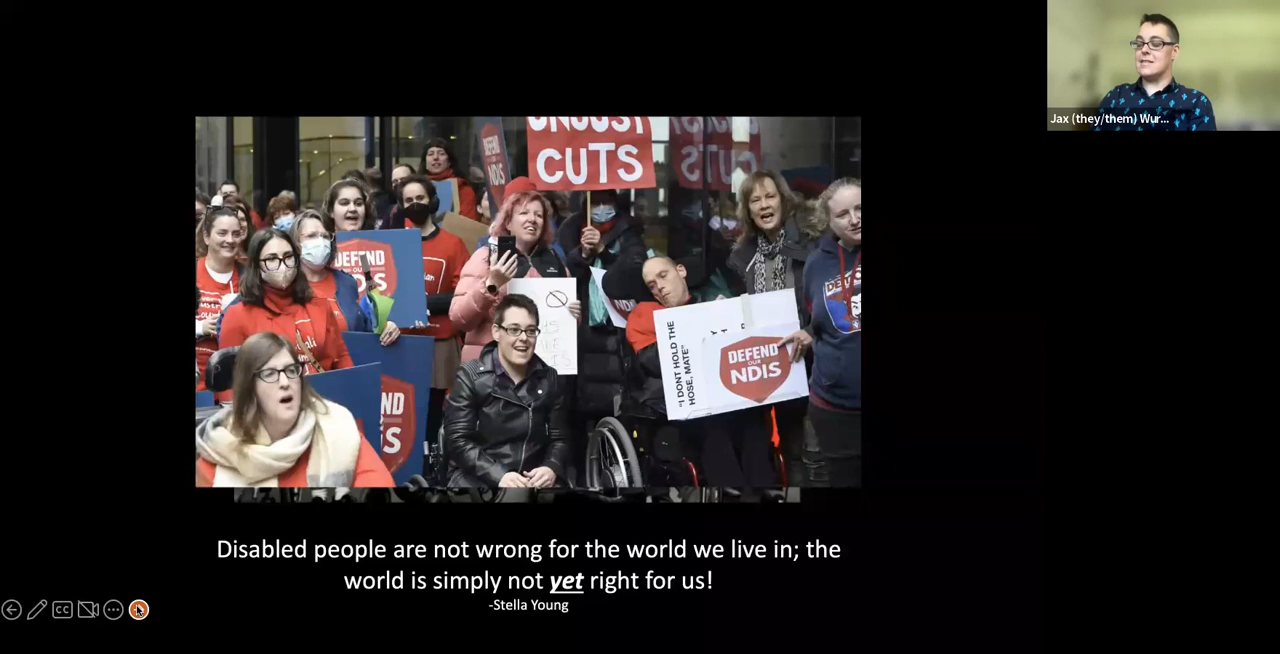 Jax (they/them) Wur...
UNJUST
CUTS
DEFEND
NDIS
DEFEND
OUR
NDIS
"I DONT HOLD THE
HOSE, MATE"
DEFEND
OUR
NDIS
Disabled people are not wrong for the world we live in; the
world is simply not yet right for us!
-Stella Young
CC